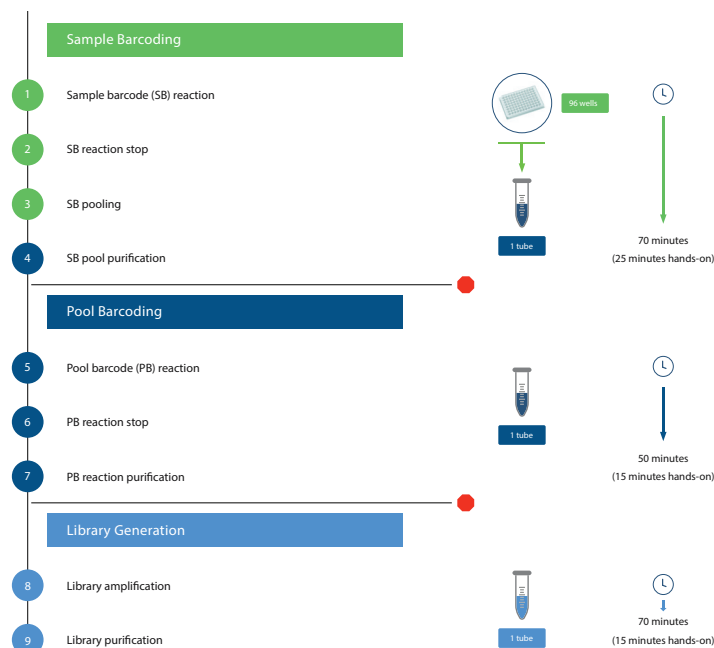 Sample Barcoding
1 Sample barcode (SB) reaction
96 wells
2 SB reaction stop
3 SB pooling
1 tube
70 minutes
(25 minutes hands-on)
4 SB pool purification
Pool Barcoding
5 Pool barcode (PB) reaction
6 PB reaction stop
1 tube
50 minutes
(15 minutes hands-on)
7 PB reaction purification
Library Generation
8 Library amplification
70 minutes
(15 minutes hands-on)
9 Library purification
1 tube